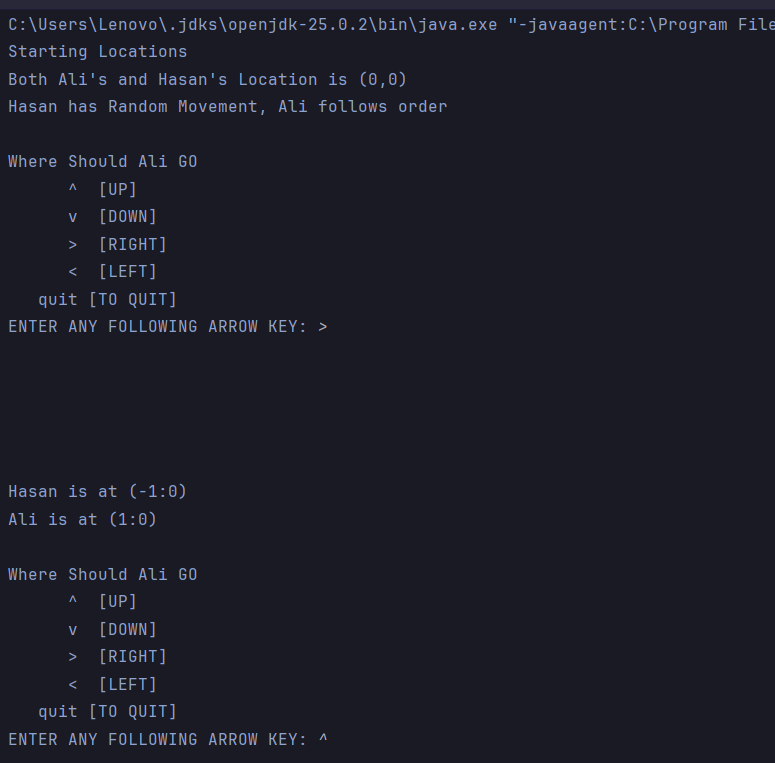 C:\Users\Lenovo\.jdks\openjdk-25.0.2\bin\java.exe "-javaagent:C:\Program File
Starting Locations
Both Ali's and Hasan's Location is (0,0)
Hasan has Random Movement, Ali follows order
Where Should Ali GO
^ [UP]
v [DOWN]
> [RIGHT]
< [LEFT]
quit [TO QUIT]
ENTER ANY FOLLOWING ARROW KEY: >
Hasan is at (-1:0)
Ali is at (1:0)
Where Should Ali GO
^ [UP]
v [DOWN]
> [RIGHT]
< [LEFT]
quit [TO QUIT]
ENTER ANY FOLLOWING ARROW KEY: ^